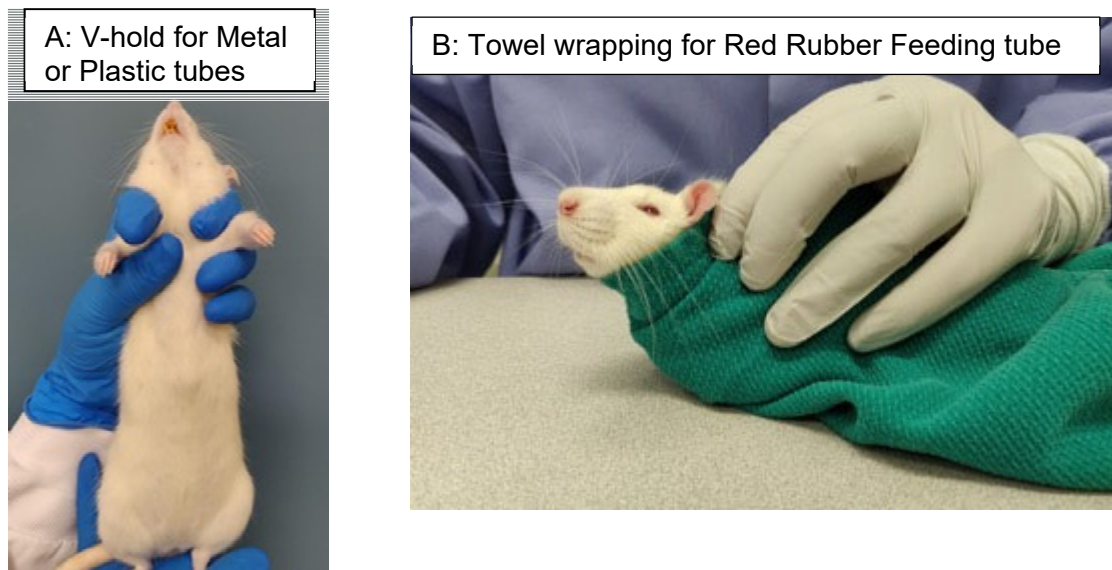 A: V-hold for Metal
or Plastic tubes
B: Towel wrapping for Red Rubber Feeding tube